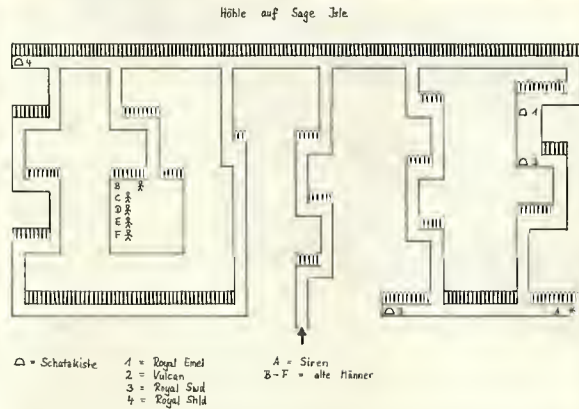 Höhle auf Sage Isle
4
1
2
B
C
D
E
F
3
A
= Schatzkiste
1 = Royal Emel
2 = Vulcan
3 = Royal Swd
4 = Royal Shld
A = Siren
B-F = alte Männer